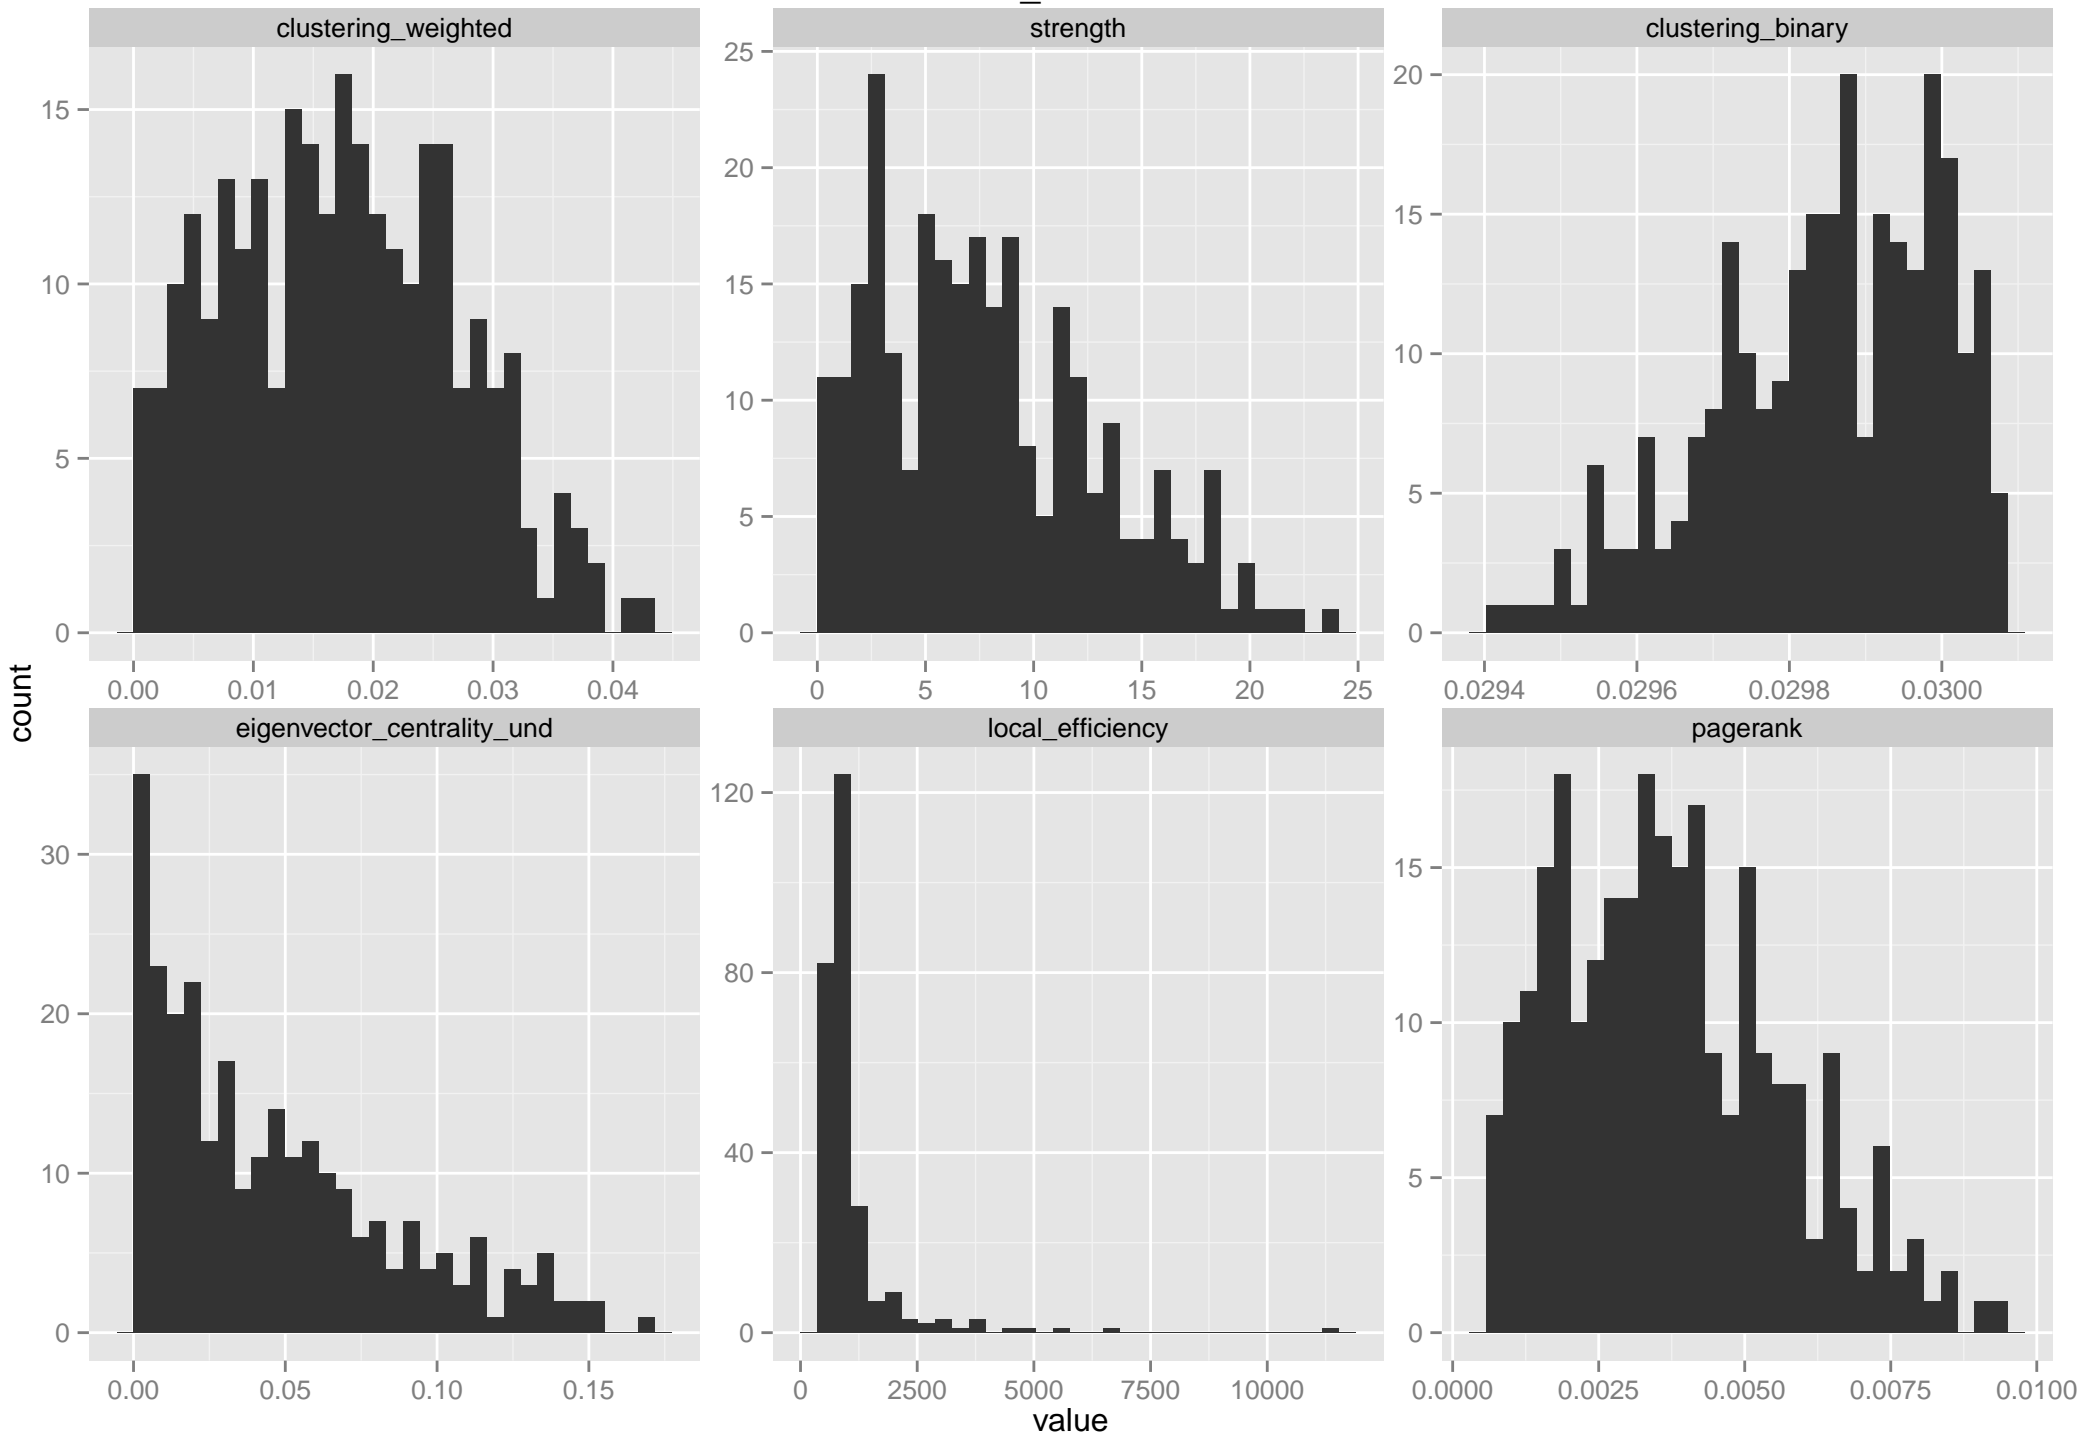 clustering_weighted
strength
clustering_binary
15
10
5
0
0.00 0.01 0.02 0.03 0.04
25
20
15
10
5
0
0 5 10 15 20 25
20
15
10
5
0
0.0294 0.0296 0.0298 0.0300
count
eigenvector_centrality_und
local_efficiency
pagerank
30
20
10
0
0.00 0.05 0.10 0.15
120
80
40
0
0 2500 5000 7500 10000
15
10
5
0
0.0000 0.0025 0.0050 0.0075 0.0100
value